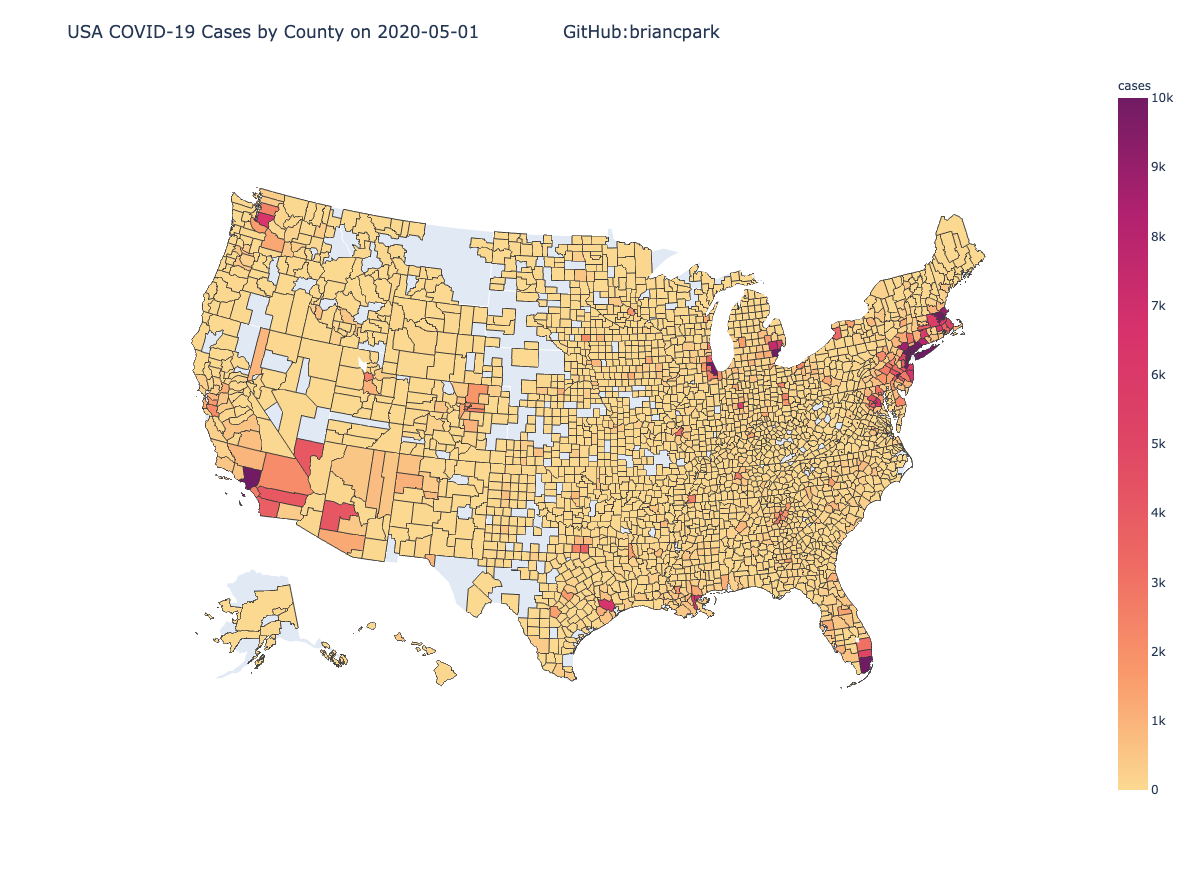 USA COVID-19 Cases by County on 2020-05-01 GitHub:briancpark
cases
10k
9k
8k
7k
6k
5k
4k
3k
2k
1k
0